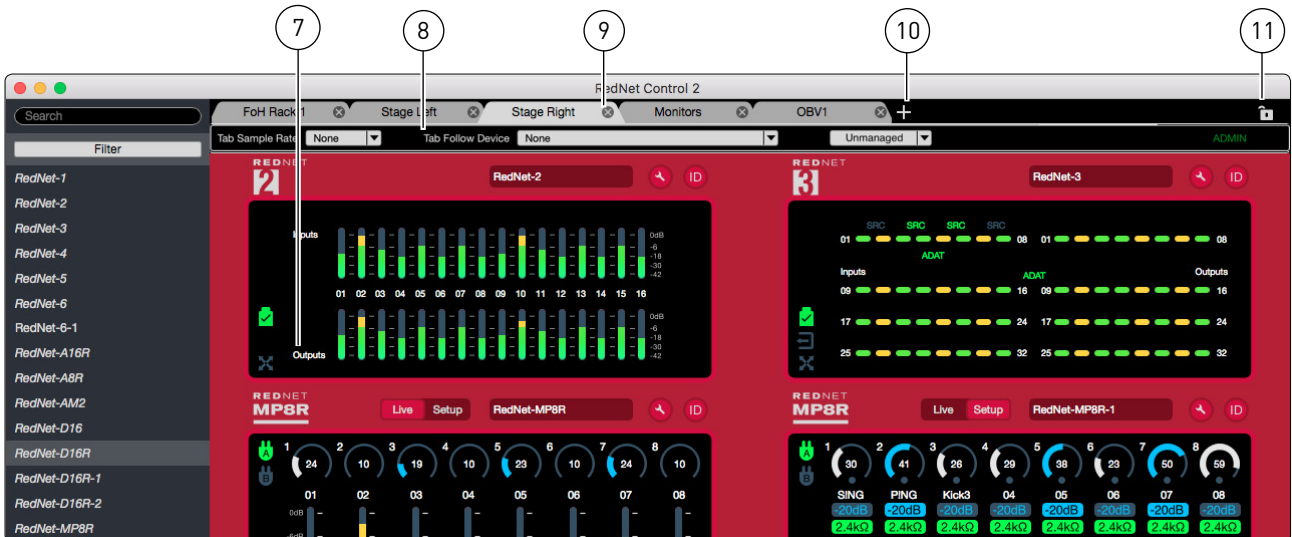 7 8 9 10 11
RedNet Control 2
Search
FoH Rack 1 Stage Left Stage Right Monitors OBV1
Tab Sample Rate None Tab Follow Device None Unmanaged ADMIN
Filter
RedNet-1
RedNet-2
RedNet-3
RedNet-4
RedNet-5
RedNet-6
RedNet-6-1
RedNet-A16R
RedNet-A8R
RedNet-AM2
RedNet-D16
RedNet-D16R
RedNet-D16R-1
RedNet-D16R-2
RedNet-MP8R
REDNET
2 RedNet-2 ID
Inputs
0dB
-6
-18
-30
-42
01 02 03 04 05 06 07 08 09 10 11 12 13 14 15 16
0dB
-6
-18
-30
-42
Outputs
REDNET
3 RedNet-3 ID
SRC SRC SRC SRC
01 08 01 08
ADAT
ADAT
Inputs Outputs
09 16 09 16
17 24 17 24
25 32 25 32
REDNET
MP8R Live Setup RedNet-MP8R ID
A
B
1 2 3 4 5 6 7 8
24 10 19 10 23 10 24 10
01 02 03 04 05 06 07 08
0dB
-6dB
REDNET
MP8R Live Setup RedNet-MP8R-1 ID
A
B
1 2 3 4 5 6 7 8
30 41 26 29 38 23 50 59
S!NG P!NG Kick3 04 05 06 07 08
-20dB -20dB -20dB -20dB -20dB -20dB -20dB -20dB
2.4kΩ 2.4kΩ 2.4kΩ 2.4kΩ 2.4kΩ 2.4kΩ 2.4kΩ 2.4kΩ